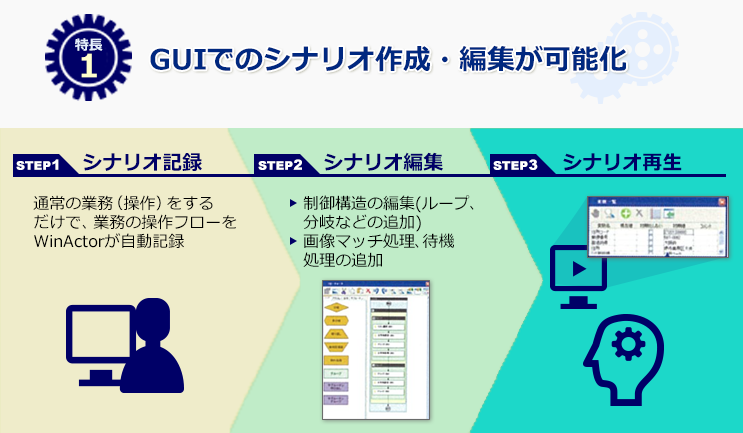 特長
1
GUIでのシナリオ作成・編集が可能化
STEP1 シナリオ記録
通常の業務（操作）をする
だけで、業務の操作フローを
WinActorが自動記録
STEP2 シナリオ編集
▶ 制御構造の編集(ループ、
分岐などの追加)
▶ 画像マッチ処理、待機
処理の追加
STEP3 シナリオ再生